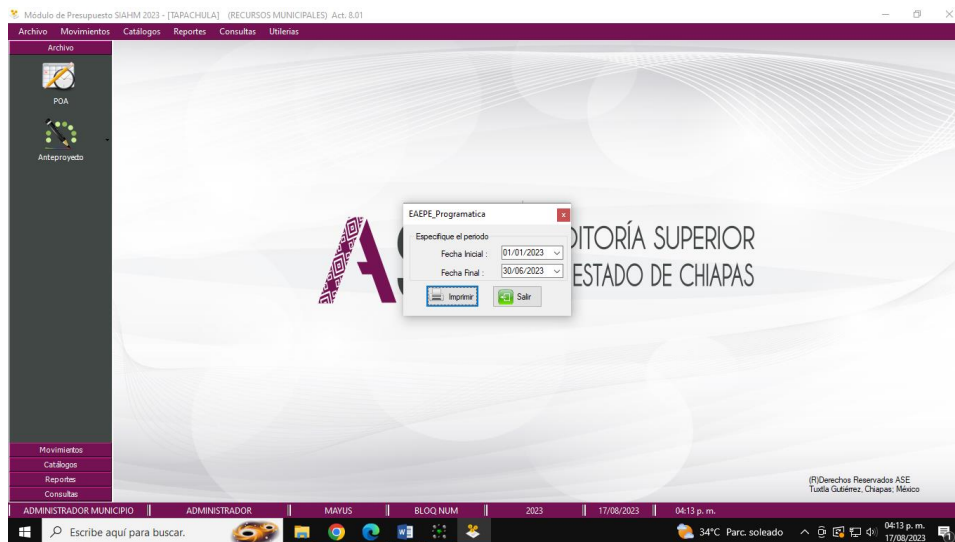 Módulo de Presupuesto SIAHM 2023 - [TAPACHULA] (RECURSOS MUNICIPALES) Act. 8.01
Archivo Movimientos Catálogos Reportes Consultas Utilerias
Archivo
POA
Anteproyecto
EAEPE_Programatica
Especifique el periodo
Fecha Inicial : 01/01/2023
Fecha Final : 30/06/2023
Imprimir Salir
DITORÍA SUPERIOR
ESTADO DE CHIAPAS
Movimientos
Catálogos
Reportes
Consultas
(R)Derechos Reservados ASE
Tuxtla Gutiérrez, Chiapas; México
ADMINISTRADOR MUNICIPIO ADMINISTRADOR MAYUS BLOQ NUM 2023 17/08/2023 04:13 p. m.
Escribe aquí para buscar. 34°C Parc. soleado 04:13 p. m.
17/08/2023